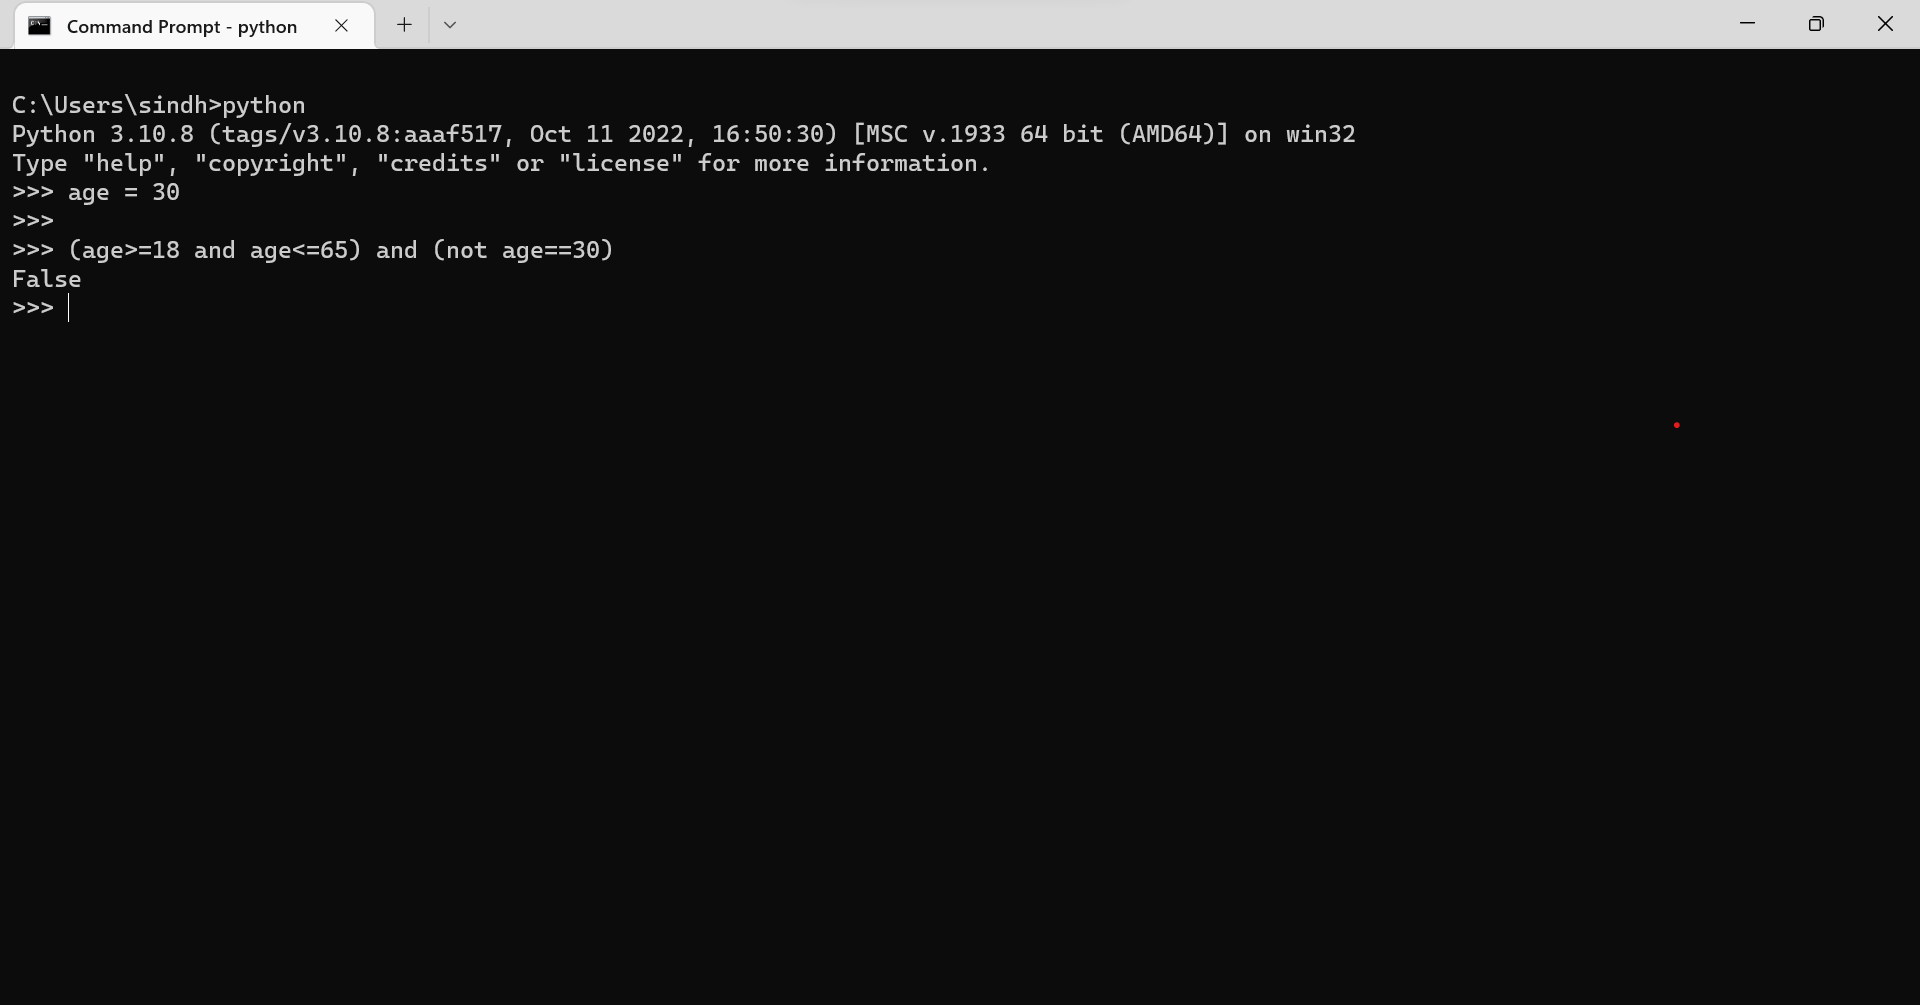 Command Prompt - python
C:\Users\sindh>python
Python 3.10.8 (tags/v3.10.8:aaaf517, Oct 11 2022, 16:50:30) [MSC v.1933 64 bit (AMD64)] on win32
Type "help", "copyright", "credits" or "license" for more information.
>>> age = 30
>>>
>>> (age>=18 and age<=65) and (not age==30)
False
>>>